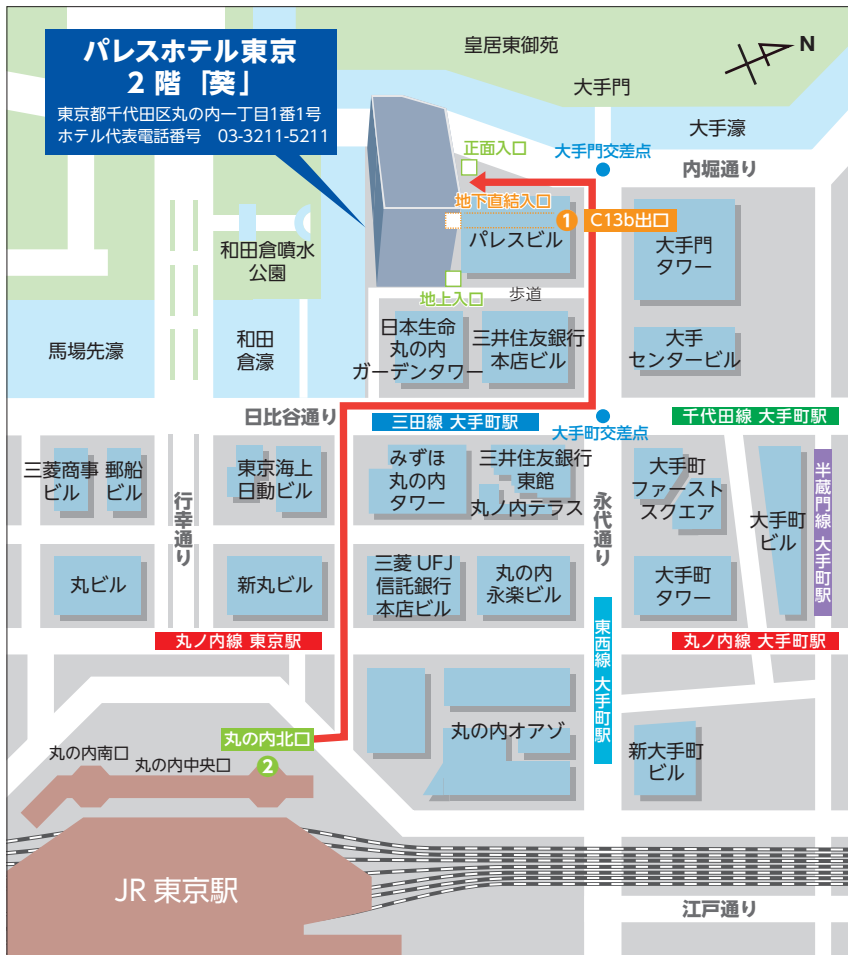 パレスホテル東京
2階「葵」
東京都千代田区丸の内一丁目1番1号
ホテル代表電話番号　03-3211-5211
皇居東御苑
N
大手門
大手濠
正面入口
大手門交差点
内堀通り
地下直結入口
1
C13b出口
パレスビル
大手門
タワー
和田倉噴水
公園
地上入口
歩道
馬場先濠
和田
倉濠
日本生命
丸の内
ガーデンタワー
三井住友銀行
本店ビル
大手
センタービル
日比谷通り
三田線 大手町駅
大手町交差点
千代田線 大手町駅
三菱商事
ビル
郵船
ビル
行幸通り
東京海上
日動ビル
みずほ
丸の内
タワー
三井住友銀行
東館
丸ノ内テラス
永代通り
大手町
ファースト
スクエア
大手町
ビル
半蔵門線 大手町駅
丸ビル
新丸ビル
三菱 UFJ
信託銀行
本店ビル
丸の内
永楽ビル
大手町
タワー
丸ノ内線 東京駅
東西線 大手町駅
丸ノ内線 大手町駅
丸の内北口
2
丸の内南口
丸の内中央口
丸の内オアゾ
新大手町
ビル
JR 東京駅
江戸通り